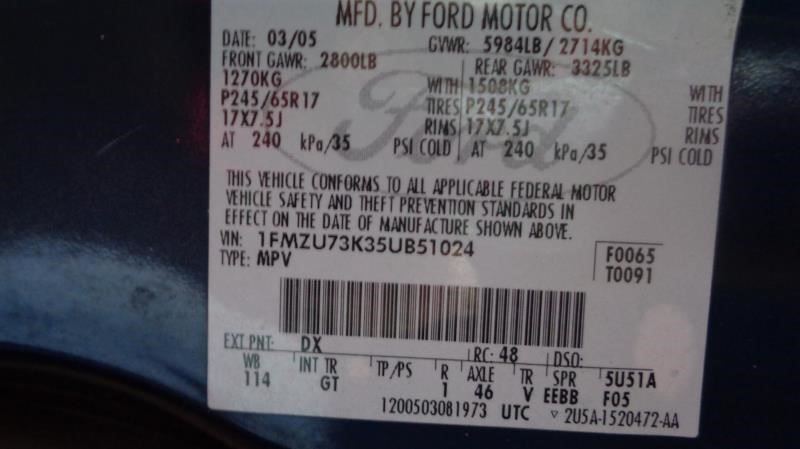 MFD. BY FORD MOTOR CO.
DATE: 03/05 GVWR: 5984LB/ 2714KG
FRONT GAWR: 2800LB REAR GAWR: 3325LB
1270KG WITH 1508KG WITH
P245/65R17 TIRES P245/65R17 TIRES
17X7.5J RIMS 17X7.5J RIMS
AT 240 kPa/35 PSI COLD AT 240 kPa/35 PSI COLD
Ford
THIS VEHICLE CONFORMS TO ALL APPLICABLE FEDERAL MOTOR
VEHICLE SAFETY AND THEFT PREVENTION STANDARDS IN
EFFECT ON THE DATE OF MANUFACTURE SHOWN ABOVE.
VIN: 1FMZU73K35UB51024 F0065
TYPE: MPV T0091
EXT PNT: DX RC: 48 DSO:
WB INT TR TP/PS R AXLE TR SPR 5U51A
114 GT 1 46 V EEBB F05
1200503081973 UTC ▽ 2U5A-1520472-AA